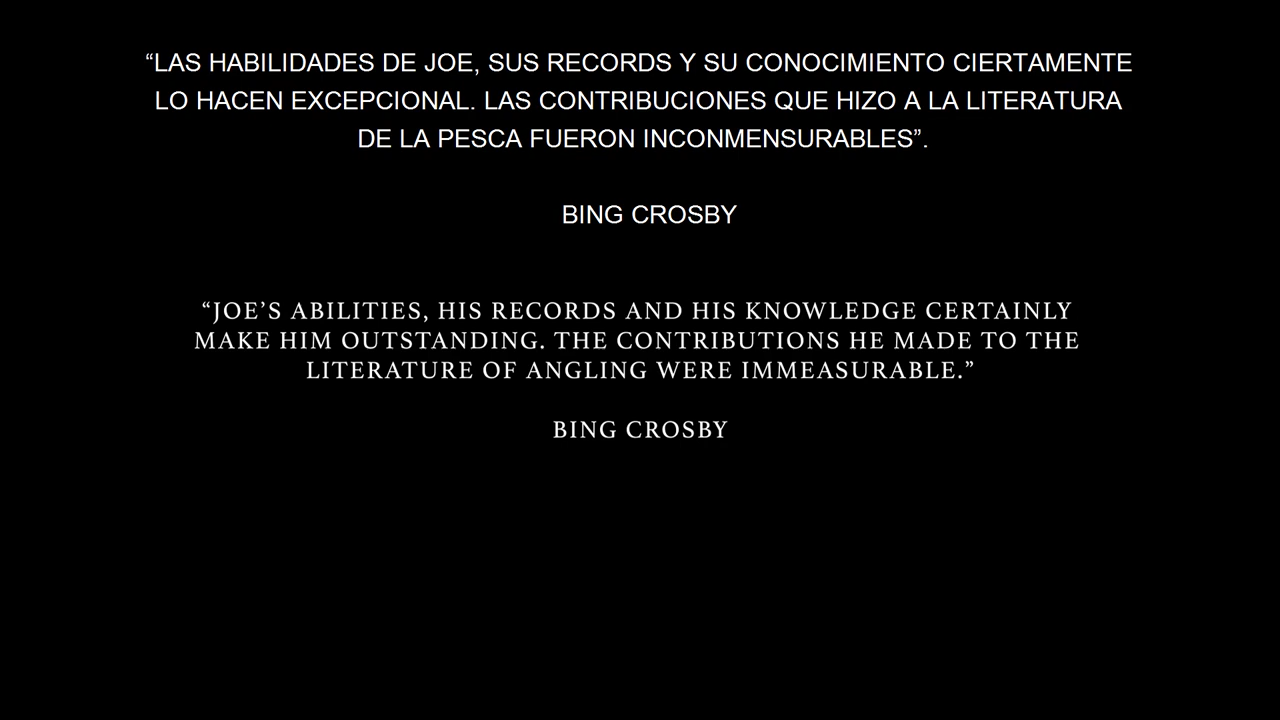 “LAS HABILIDADES DE JOE, SUS RECORDS Y SU CONOCIMIENTO CIERTAMENTE
LO HACEN EXCEPCIONAL. LAS CONTRIBUCIONES QUE HIZO A LA LITERATURA
DE LA PESCA FUERON INCONMENSURABLES”.
BING CROSBY
“JOE’S ABILITIES, HIS RECORDS AND HIS KNOWLEDGE CERTAINLY
MAKE HIM OUTSTANDING. THE CONTRIBUTIONS HE MADE TO THE
LITERATURE OF ANGLING WERE IMMEASURABLE.”
BING CROSBY